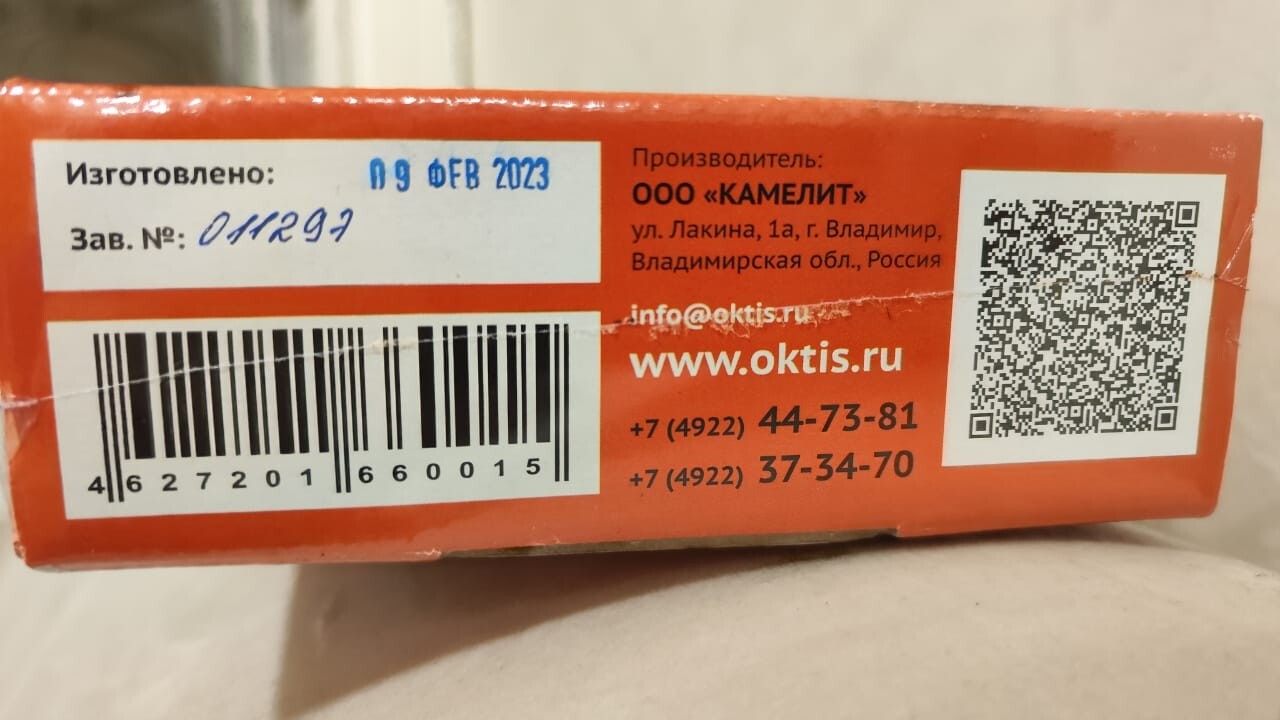 Изготовлено: 09 ФЕВ 2023
Зав. №: 011297
4 627201 660015
Производитель:
ООО «КАМЕЛИТ»
ул. Лакина, 1а, г. Владимир,
Владимирская обл., Россия
info@oktis.ru
www.oktis.ru
+7 (4922) 44-73-81
+7 (4922) 37-34-70